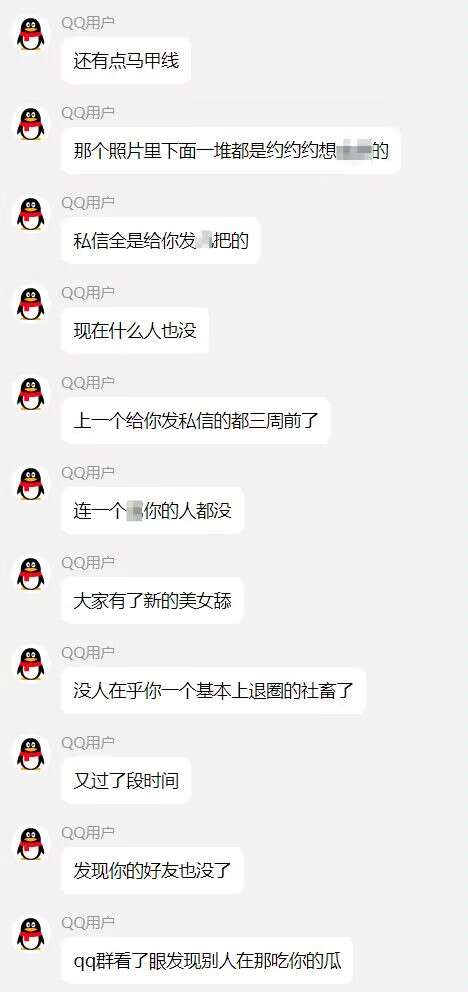 QQ用户
还有点马甲线
QQ用户
那个照片里下面一堆都是约约约想的
QQ用户
私信全是给你发把的
QQ用户
现在什么人也没
QQ用户
上一个给你发私信的都三周前了
QQ用户
连一个你的人都没
QQ用户
大家有了新的美女舔
QQ用户
没人在乎你一个基本上退圈的社畜了
QQ用户
又过了段时间
QQ用户
发现你的好友也没了
QQ用户
qq群看了眼发现别人在那吃你的瓜